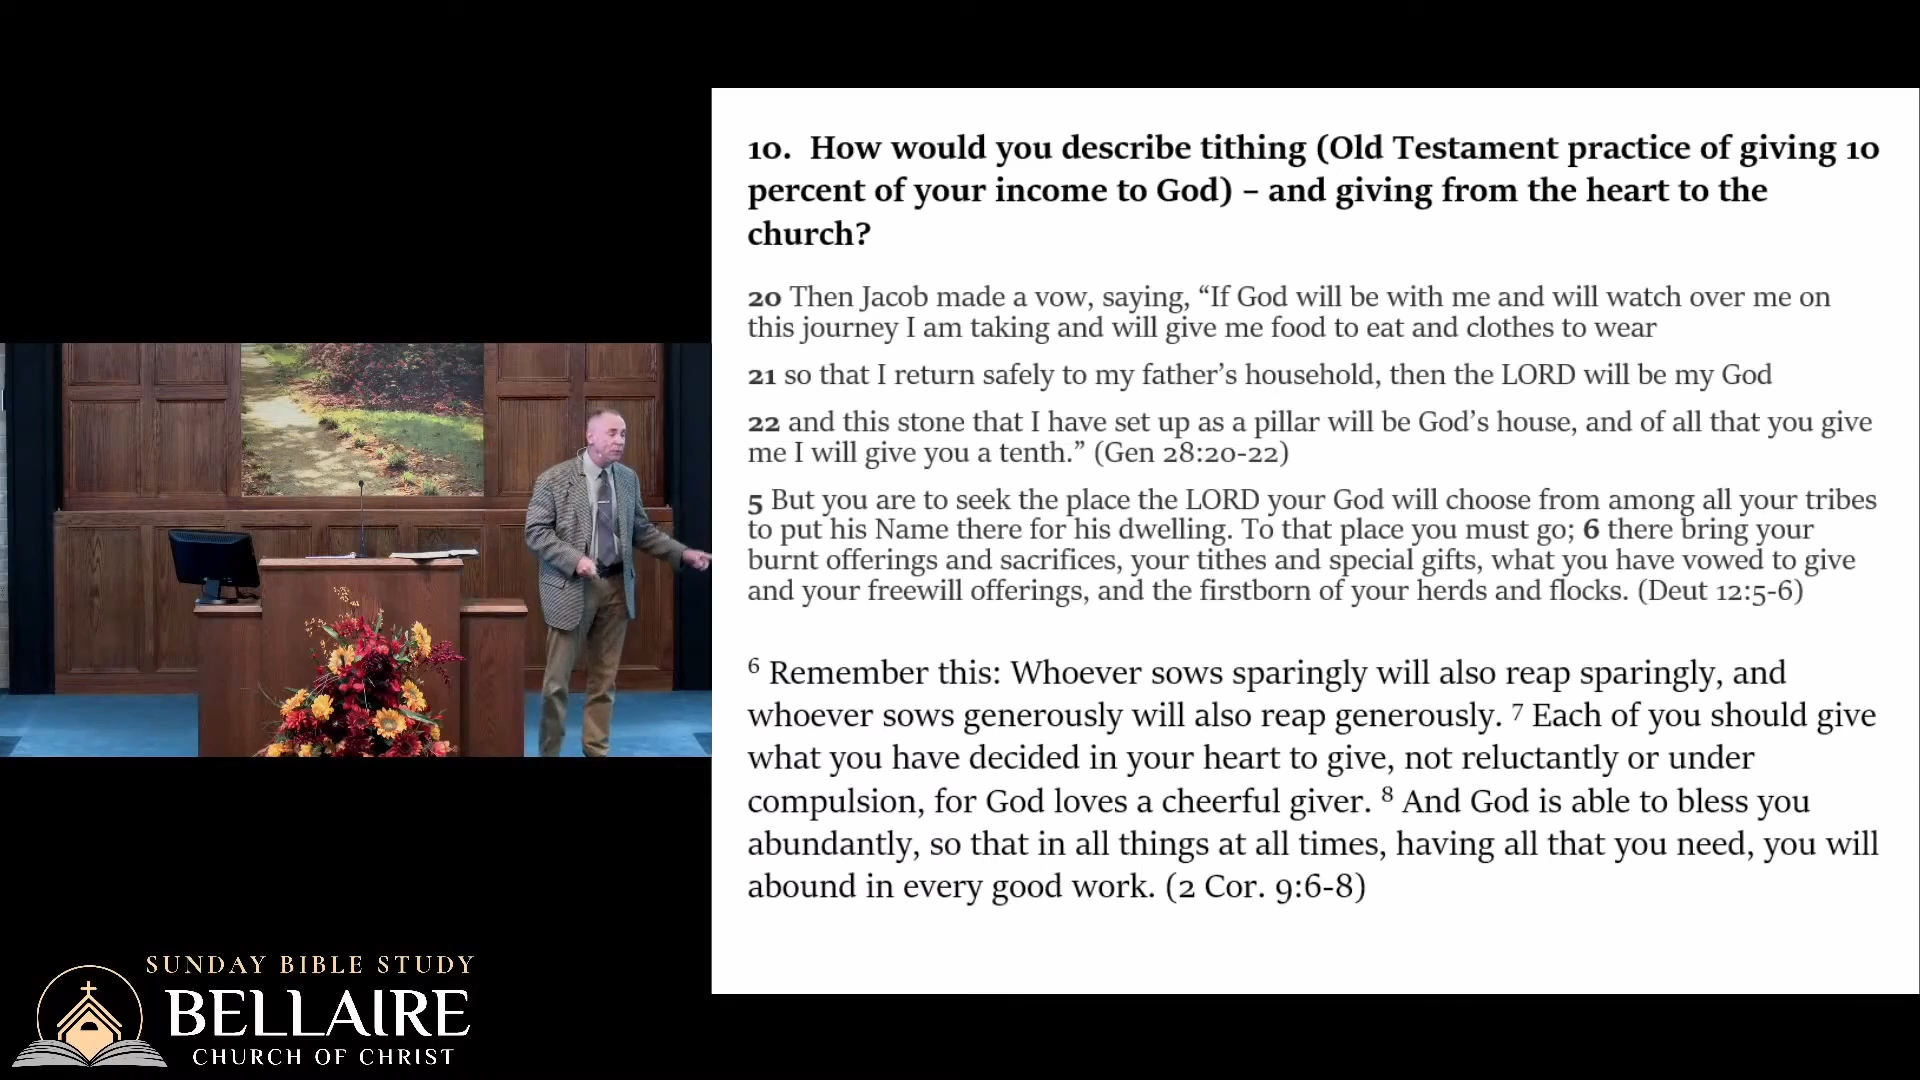 10. How would you describe tithing (Old Testament practice of giving 10
percent of your income to God) – and giving from the heart to the
church?
20 Then Jacob made a vow, saying, “If God will be with me and will watch over me on
this journey I am taking and will give me food to eat and clothes to wear
21 so that I return safely to my father’s household, then the LORD will be my God
22 and this stone that I have set up as a pillar will be God’s house, and of all that you give
me I will give you a tenth.” (Gen 28:20-22)
5 But you are to seek the place the LORD your God will choose from among all your tribes
to put his Name there for his dwelling. To that place you must go; 6 there bring your
burnt offerings and sacrifices, your tithes and special gifts, what you have vowed to give
and your freewill offerings, and the firstborn of your herds and flocks. (Deut 12:5-6)
6 Remember this: Whoever sows sparingly will also reap sparingly, and
whoever sows generously will also reap generously. 7 Each of you should give
what you have decided in your heart to give, not reluctantly or under
compulsion, for God loves a cheerful giver. 8 And God is able to bless you
abundantly, so that in all things at all times, having all that you need, you will
abound in every good work. (2 Cor. 9:6-8)
SUNDAY BIBLE STUDY
BELLAIRE
CHURCH OF CHRIST